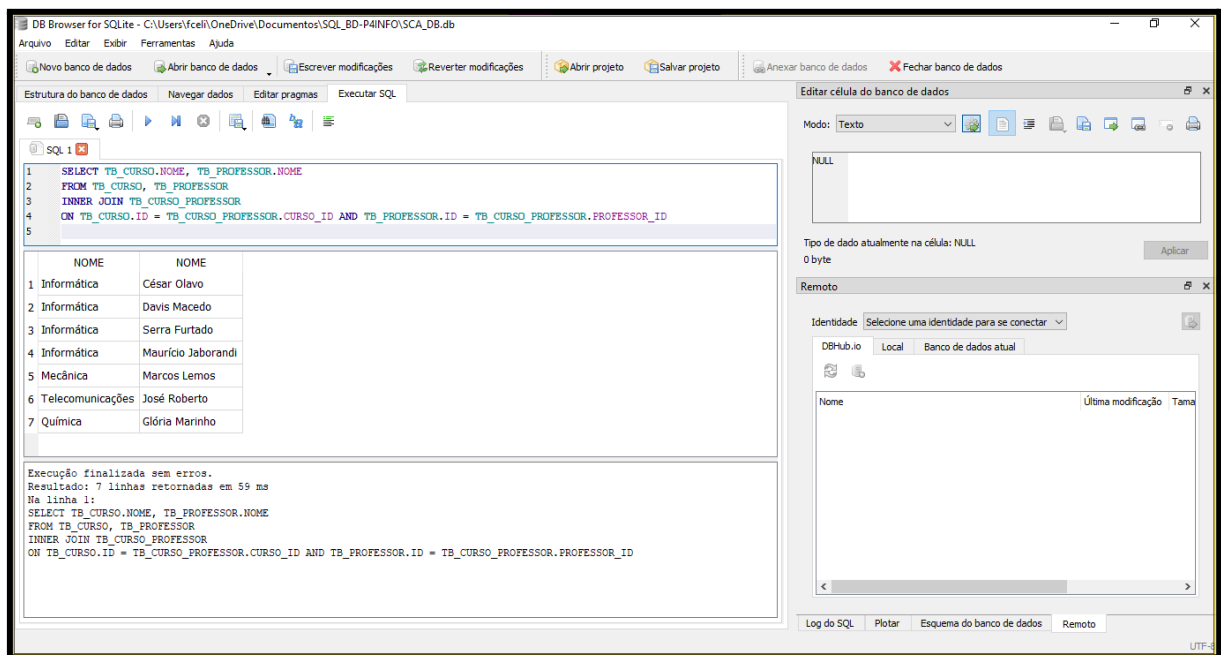 DB Browser for SQLite - C:\Users\fceli\OneDrive\Documentos\SQL_BD-P4INFO\SCA_DB.db
Arquivo Editar Exibir Ferramentas Ajuda
Novo banco de dados Abrir banco de dados Escrever modificações Reverter modificações Abrir projeto Salvar projeto Anexar banco de dados Fechar banco de dados
Estrutura do banco de dados Navegar dados Editar pragmas Executar SQL
SQL 1
1 SELECT TB_CURSO.NOME, TB_PROFESSOR.NOME
2 FROM TB_CURSO, TB_PROFESSOR
3 INNER JOIN TB_CURSO_PROFESSOR
4 ON TB_CURSO.ID = TB_CURSO_PROFESSOR.CURSO_ID AND TB_PROFESSOR.ID = TB_CURSO_PROFESSOR.PROFESSOR_ID
5
NOME NOME
1 Informática César Olavo
2 Informática Davis Macedo
3 Informática Serra Furtado
4 Informática Maurício Jaborandi
5 Mecânica Marcos Lemos
6 Telecomunicações José Roberto
7 Química Glória Marinho
Execução finalizada sem erros.
Resultado: 7 linhas retornadas em 59 ms
Na linha 1:
SELECT TB_CURSO.NOME, TB_PROFESSOR.NOME
FROM TB_CURSO, TB_PROFESSOR
INNER JOIN TB_CURSO_PROFESSOR
ON TB_CURSO.ID = TB_CURSO_PROFESSOR.CURSO_ID AND TB_PROFESSOR.ID = TB_CURSO_PROFESSOR.PROFESSOR_ID
Editar célula do banco de dados
Modo: Texto
NULL
Tipo de dado atualmente na célula: NULL
0 byte
Aplicar
Remoto
Identidade Selecione uma identidade para se conectar
DBHub.io Local Banco de dados atual
Nome Última modificação Tama
Log do SQL Plotar Esquema do banco de dados Remoto
UTF-8